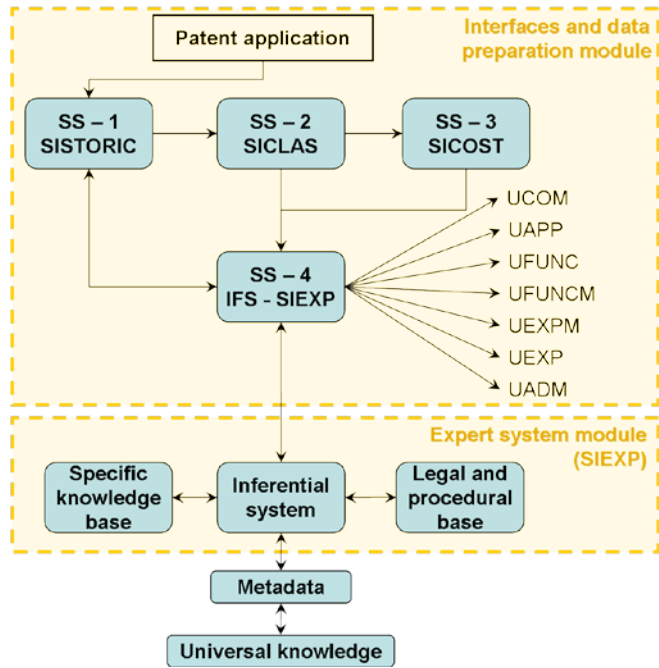 Interfaces and data
preparation module
Patent application
SS – 1
SISTORIC
SS – 2
SICLAS
SS – 3
SICOST
SS – 4
IFS - SIEXP
UCOM
UAPP
UFUNC
UFUNCM
UEXPM
UEXP
UADM
Expert system module
(SIEXP)
Specific
knowledge
base
Inferential
system
Legal and
procedural
base
Metadata
Universal knowledge